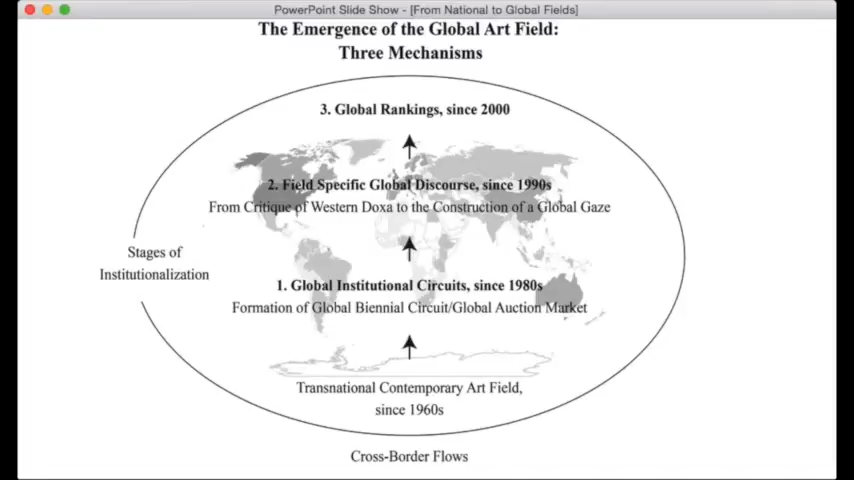 PowerPoint Slide Show - [From National to Global Fields]
The Emergence of the Global Art Field:
Three Mechanisms
3. Global Rankings, since 2000
2. Field Specific Global Discourse, since 1990s
From Critique of Western Doxa to the Construction of a Global Gaze
Stages of
Institutionalization
1. Global Institutional Circuits, since 1980s
Formation of Global Biennial Circuit/Global Auction Market
Transnational Contemporary Art Field,
since 1960s
Cross-Border Flows